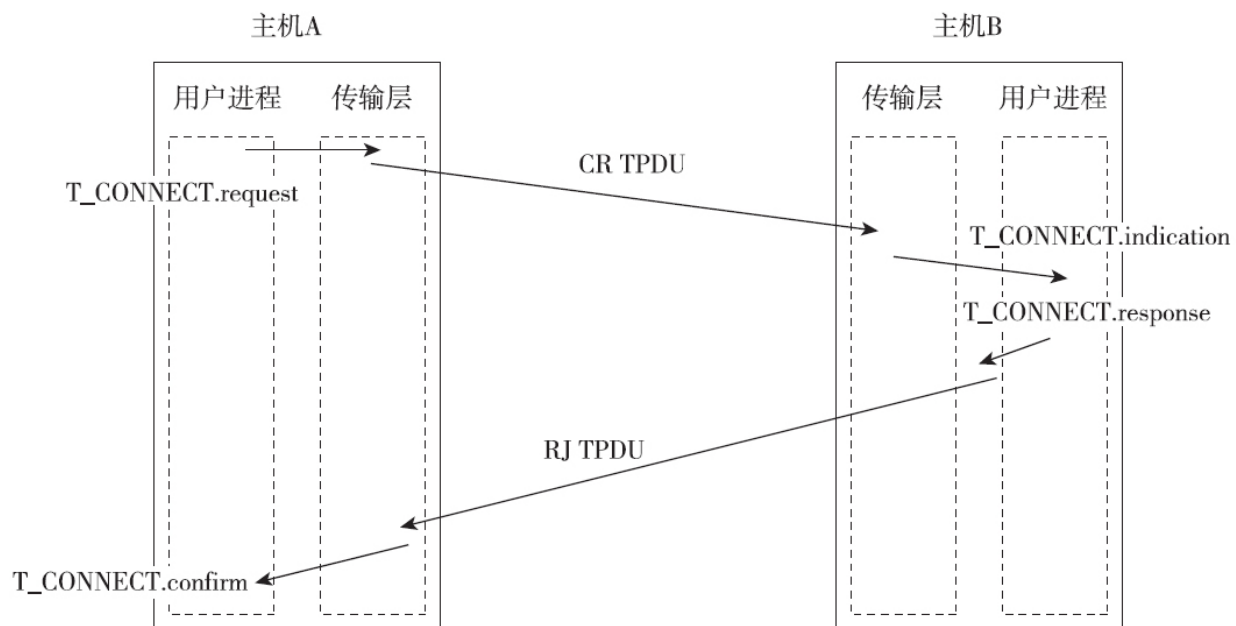 主机A
主机B
用户进程
传输层
传输层
用户进程
CR TPDU
T_CONNECT.request
T_CONNECT.indication
T_CONNECT.response
RJ TPDU
T_CONNECT.confirm